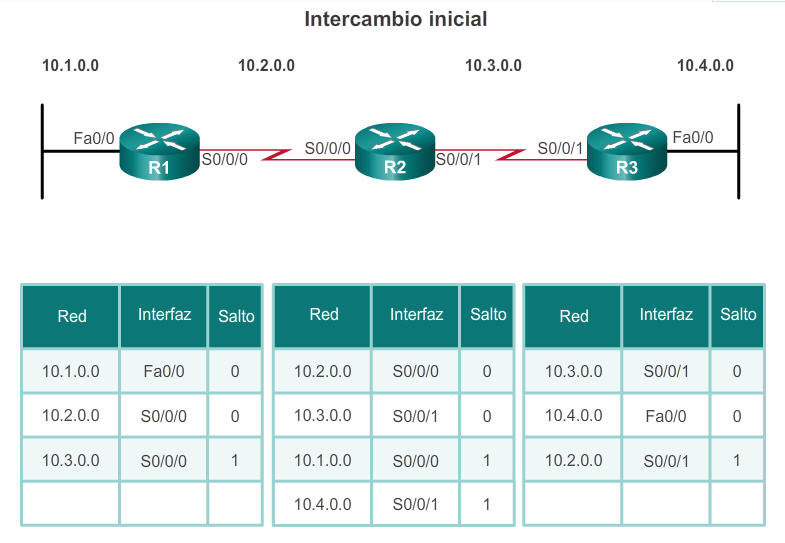 Intercambio inicial
10.1.0.0 10.2.0.0 10.3.0.0 10.4.0.0
Fa0/0 R1 S0/0/0 S0/0/0 R2 S0/0/1 S0/0/1 R3 Fa0/0
Red Interfaz Salto
10.1.0.0 Fa0/0 0
10.2.0.0 S0/0/0 0
10.3.0.0 S0/0/0 1
Red Interfaz Salto
10.2.0.0 S0/0/0 0
10.3.0.0 S0/0/1 0
10.1.0.0 S0/0/0 1
10.4.0.0 S0/0/1 1
Red Interfaz Salto
10.3.0.0 S0/0/1 0
10.4.0.0 Fa0/0 0
10.2.0.0 S0/0/1 1